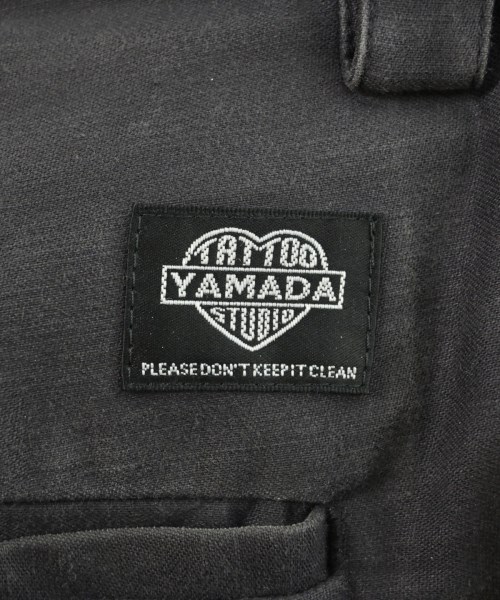 TATTOO
YAMADA
STUDIO
PLEASE DON'T KEEP IT CLEAN